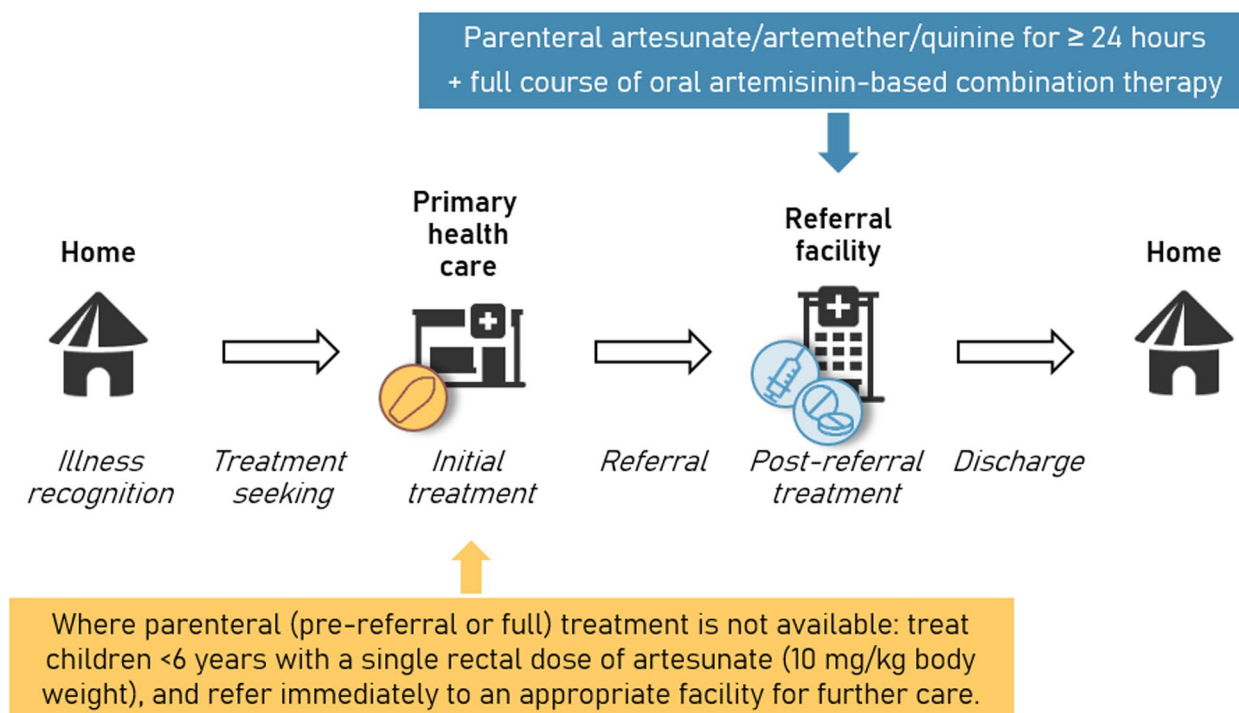 Parenteral artesunate/artemether/quinine for ≥ 24 hours
+ full course of oral artemisinin-based combination therapy
Home
Primary
health
care
Referral
facility
Home
Illness
recognition
Treatment
seeking
Initial
treatment
Referral
Post-referral
treatment
Discharge
Where parenteral (pre-referral or full) treatment is not available: treat
children <6 years with a single rectal dose of artesunate (10 mg/kg body
weight), and refer immediately to an appropriate facility for further care.